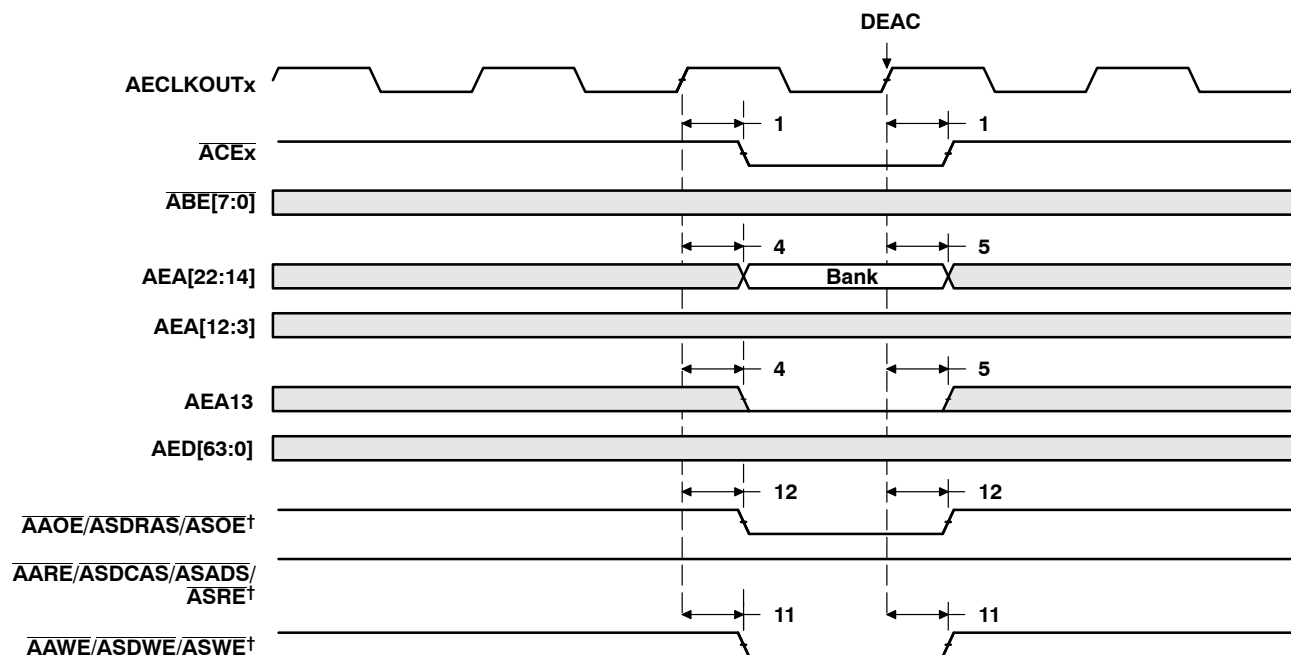 DEAC
AECLKOUTx
1 1
ACEx
ABE[7:0]
4 5
AEA[22:14] Bank
AEA[12:3]
4 5
AEA13
AED[63:0]
12 12
AAOE/ASDRAS/ASOE†
AARE/ASDCAS/ASADS/
ASRE†
11 11
AAWE/ASDWE/ASWE†